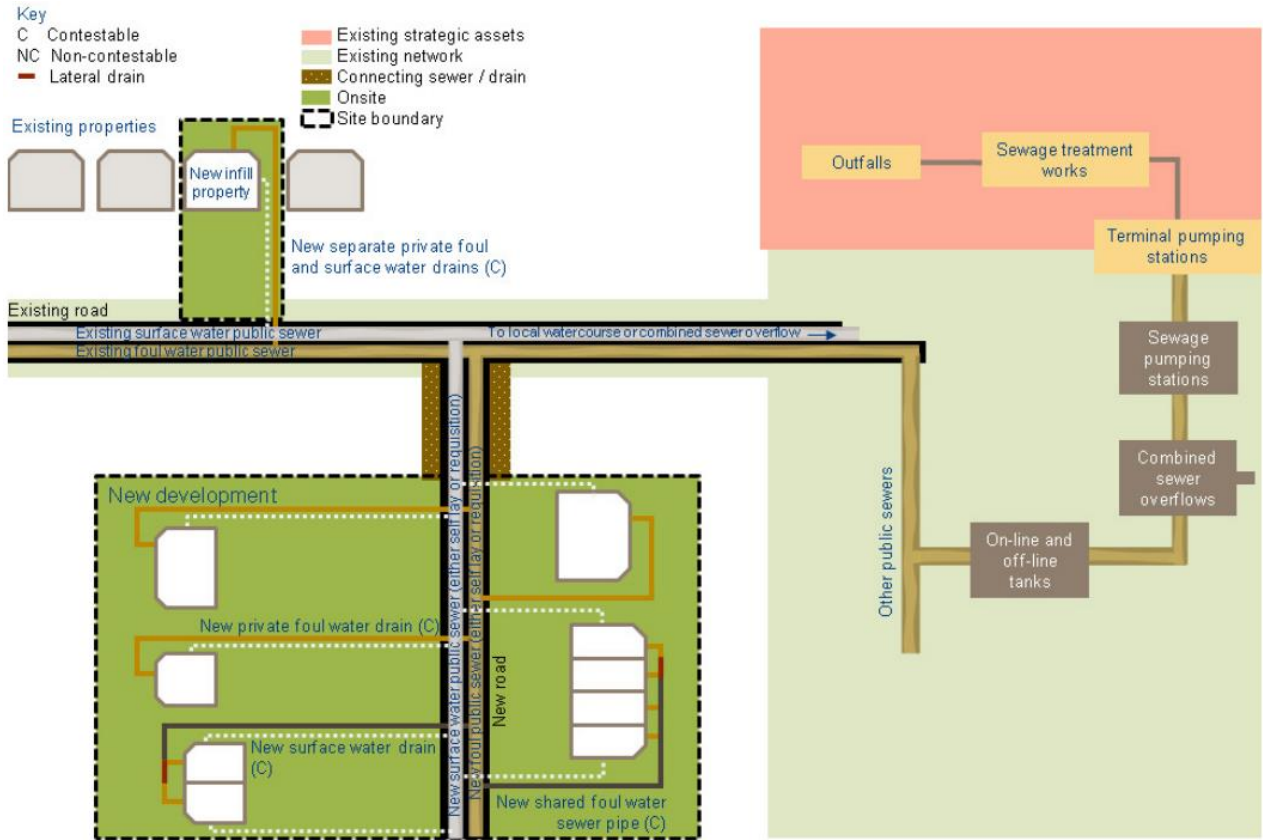 Key
C Contestable
NC Non-contestable
Lateral drain
Existing strategic assets
Existing network
Connecting sewer / drain
Onsite
Site boundary
Existing properties
New infill
property
New separate private foul
and surface water drains (C)
Outfalls
Sewage treatment
works
Terminal pumping
stations
Existing road
Existing surface water public sewer
To local watercourse or combined sewer overflow
Existing foul water public sewer
Sewage
pumping
stations
Combined
sewer
overflows
On-line and
off-line
tanks
Other public sewers
New development
New surface water public sewer (either self lay or requisition)
New foul public sewer (either self lay or requisition)
New road
New private foul water drain (C)
New surface water drain
(C)
New shared foul water
sewer pipe (C)